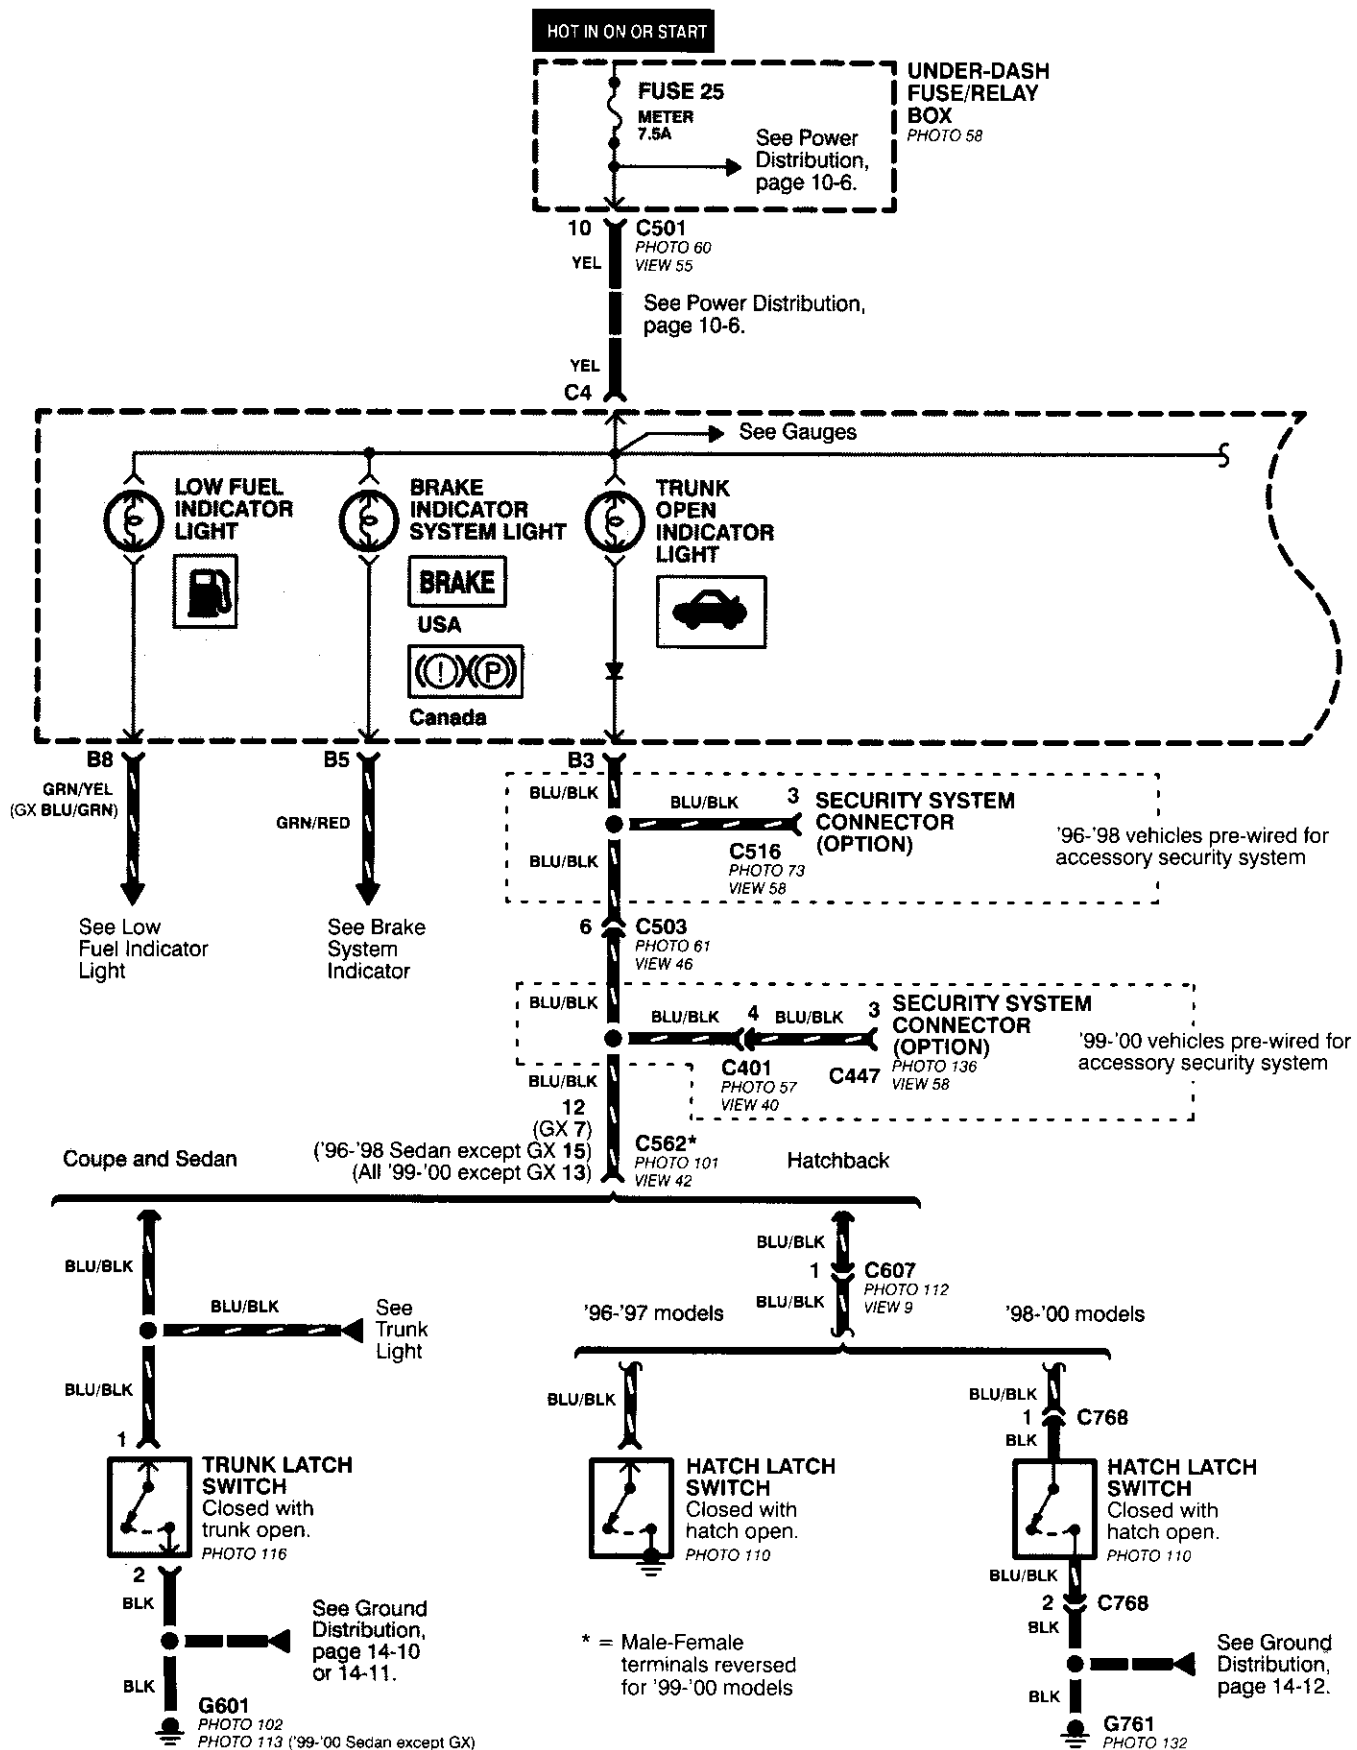 HOT IN ON OR START
UNDER-DASH
FUSE/RELAY
BOX
PHOTO 58
FUSE 25
METER
7.5A
See Power
Distribution,
page 10-6.
10
C501
PHOTO 60
VIEW 55
YEL
See Power Distribution,
page 10-6.
YEL
C4
See Gauges
LOW FUEL
INDICATOR
LIGHT
BRAKE
INDICATOR
SYSTEM LIGHT
BRAKE
USA
(!)(P)
Canada
TRUNK
OPEN
INDICATOR
LIGHT
B8
GRN/YEL
(GX BLU/GRN)
See Low
Fuel Indicator
Light
B5
GRN/RED
See Brake
System
Indicator
B3
BLU/BLK
BLU/BLK
3
SECURITY SYSTEM
CONNECTOR
(OPTION)
'96-'98 vehicles pre-wired for
accessory security system
BLU/BLK
C516
PHOTO 73
VIEW 58
6
C503
PHOTO 61
VIEW 46
BLU/BLK
BLU/BLK
4
BLU/BLK
3
SECURITY SYSTEM
CONNECTOR
(OPTION)
PHOTO 136
VIEW 58
'99-'00 vehicles pre-wired for
accessory security system
C401
PHOTO 57
VIEW 40
C447
BLU/BLK
12
(GX 7)
('96-'98 Sedan except GX 15)
(All '99-'00 except GX 13)
C562*
PHOTO 101
VIEW 42
Coupe and Sedan
Hatchback
BLU/BLK
BLU/BLK
See
Trunk
Light
BLU/BLK
1
TRUNK LATCH
SWITCH
Closed with
trunk open.
PHOTO 116
2
BLK
See Ground
Distribution,
page 14-10
or 14-11.
BLK
G601
PHOTO 102
PHOTO 113 ('99-'00 Sedan except GX)
BLU/BLK
1
C607
PHOTO 112
VIEW 9
BLU/BLK
'96-'97 models
'98-'00 models
BLU/BLK
HATCH LATCH
SWITCH
Closed with
hatch open.
PHOTO 110
* = Male-Female
terminals reversed
for '99-'00 models
BLU/BLK
1
C768
BLK
HATCH LATCH
SWITCH
Closed with
hatch open.
PHOTO 110
BLU/BLK
2
C768
BLK
See Ground
Distribution,
page 14-12.
BLK
G761
PHOTO 132